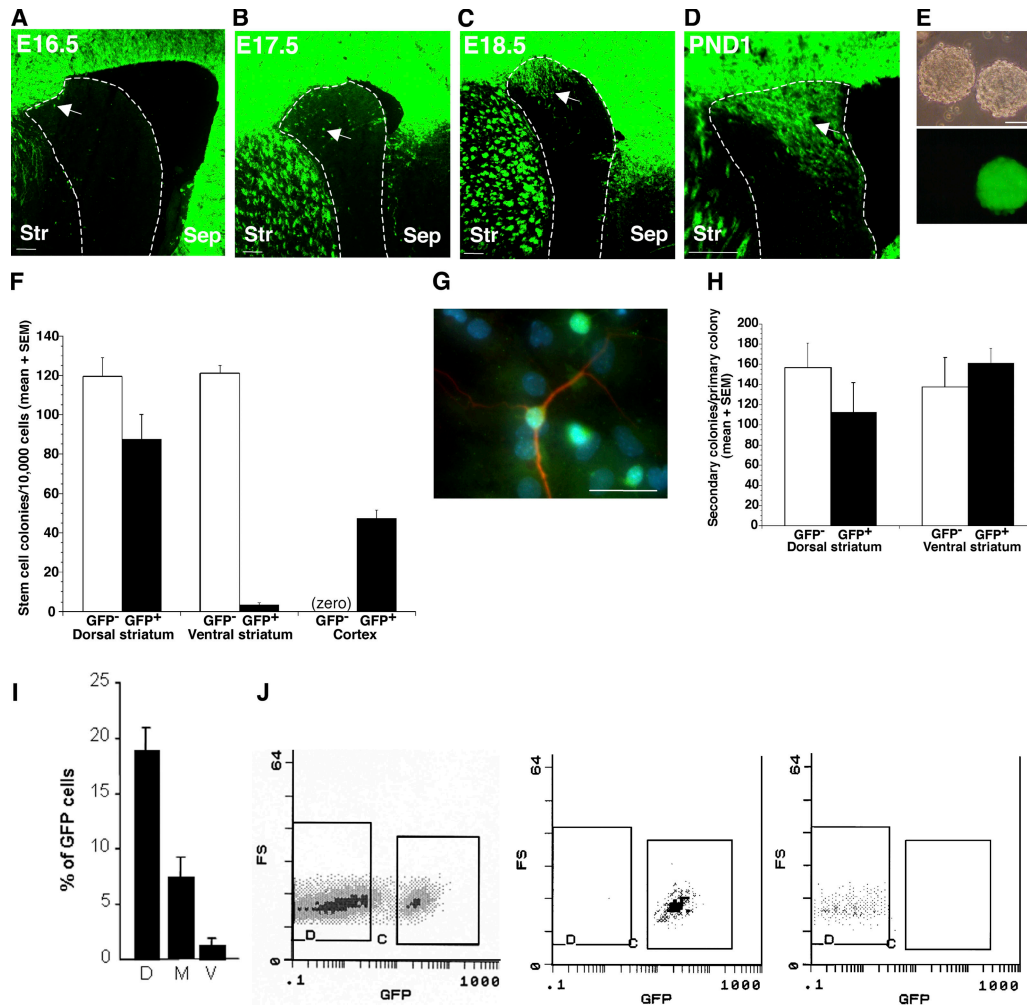 A
E16.5
Str
Sep
B
E17.5
Str
Sep
C
E18.5
Str
Sep
D
PND1
Str
Sep
E
F
Stem cell colonies/10,000 cells (mean + SEM)
140
120
100
80
60
40
20
0
(zero)
GFP- GFP+ GFP- GFP+ GFP- GFP+
Dorsal striatum Ventral striatum Cortex
G
H
Secondary colonies/primary colony
(mean + SEM)
200
180
160
140
120
100
80
60
40
20
0
GFP- GFP+ GFP- GFP+
Dorsal striatum Ventral striatum
I
% of GFP cells
25
20
15
10
5
0
D M V
J
64
FS
0
D C
.1 1000
GFP
64
FS
0
D C
.1 1000
GFP
64
FS
0
D C
.1 1000
GFP